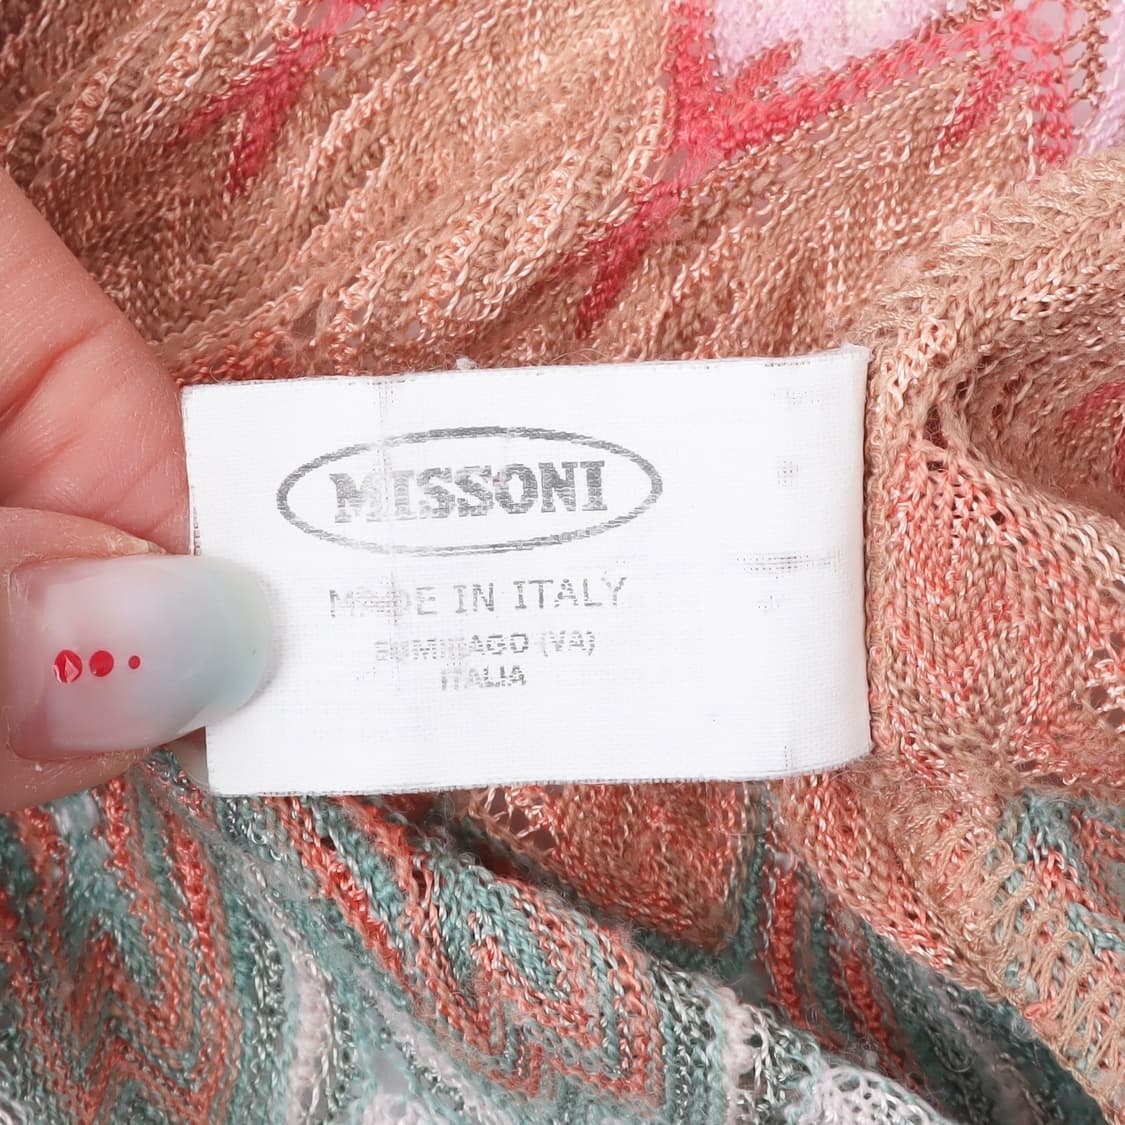 MISSONI
MADE IN ITALY
SUMIRAGO (VA)
ITALIA